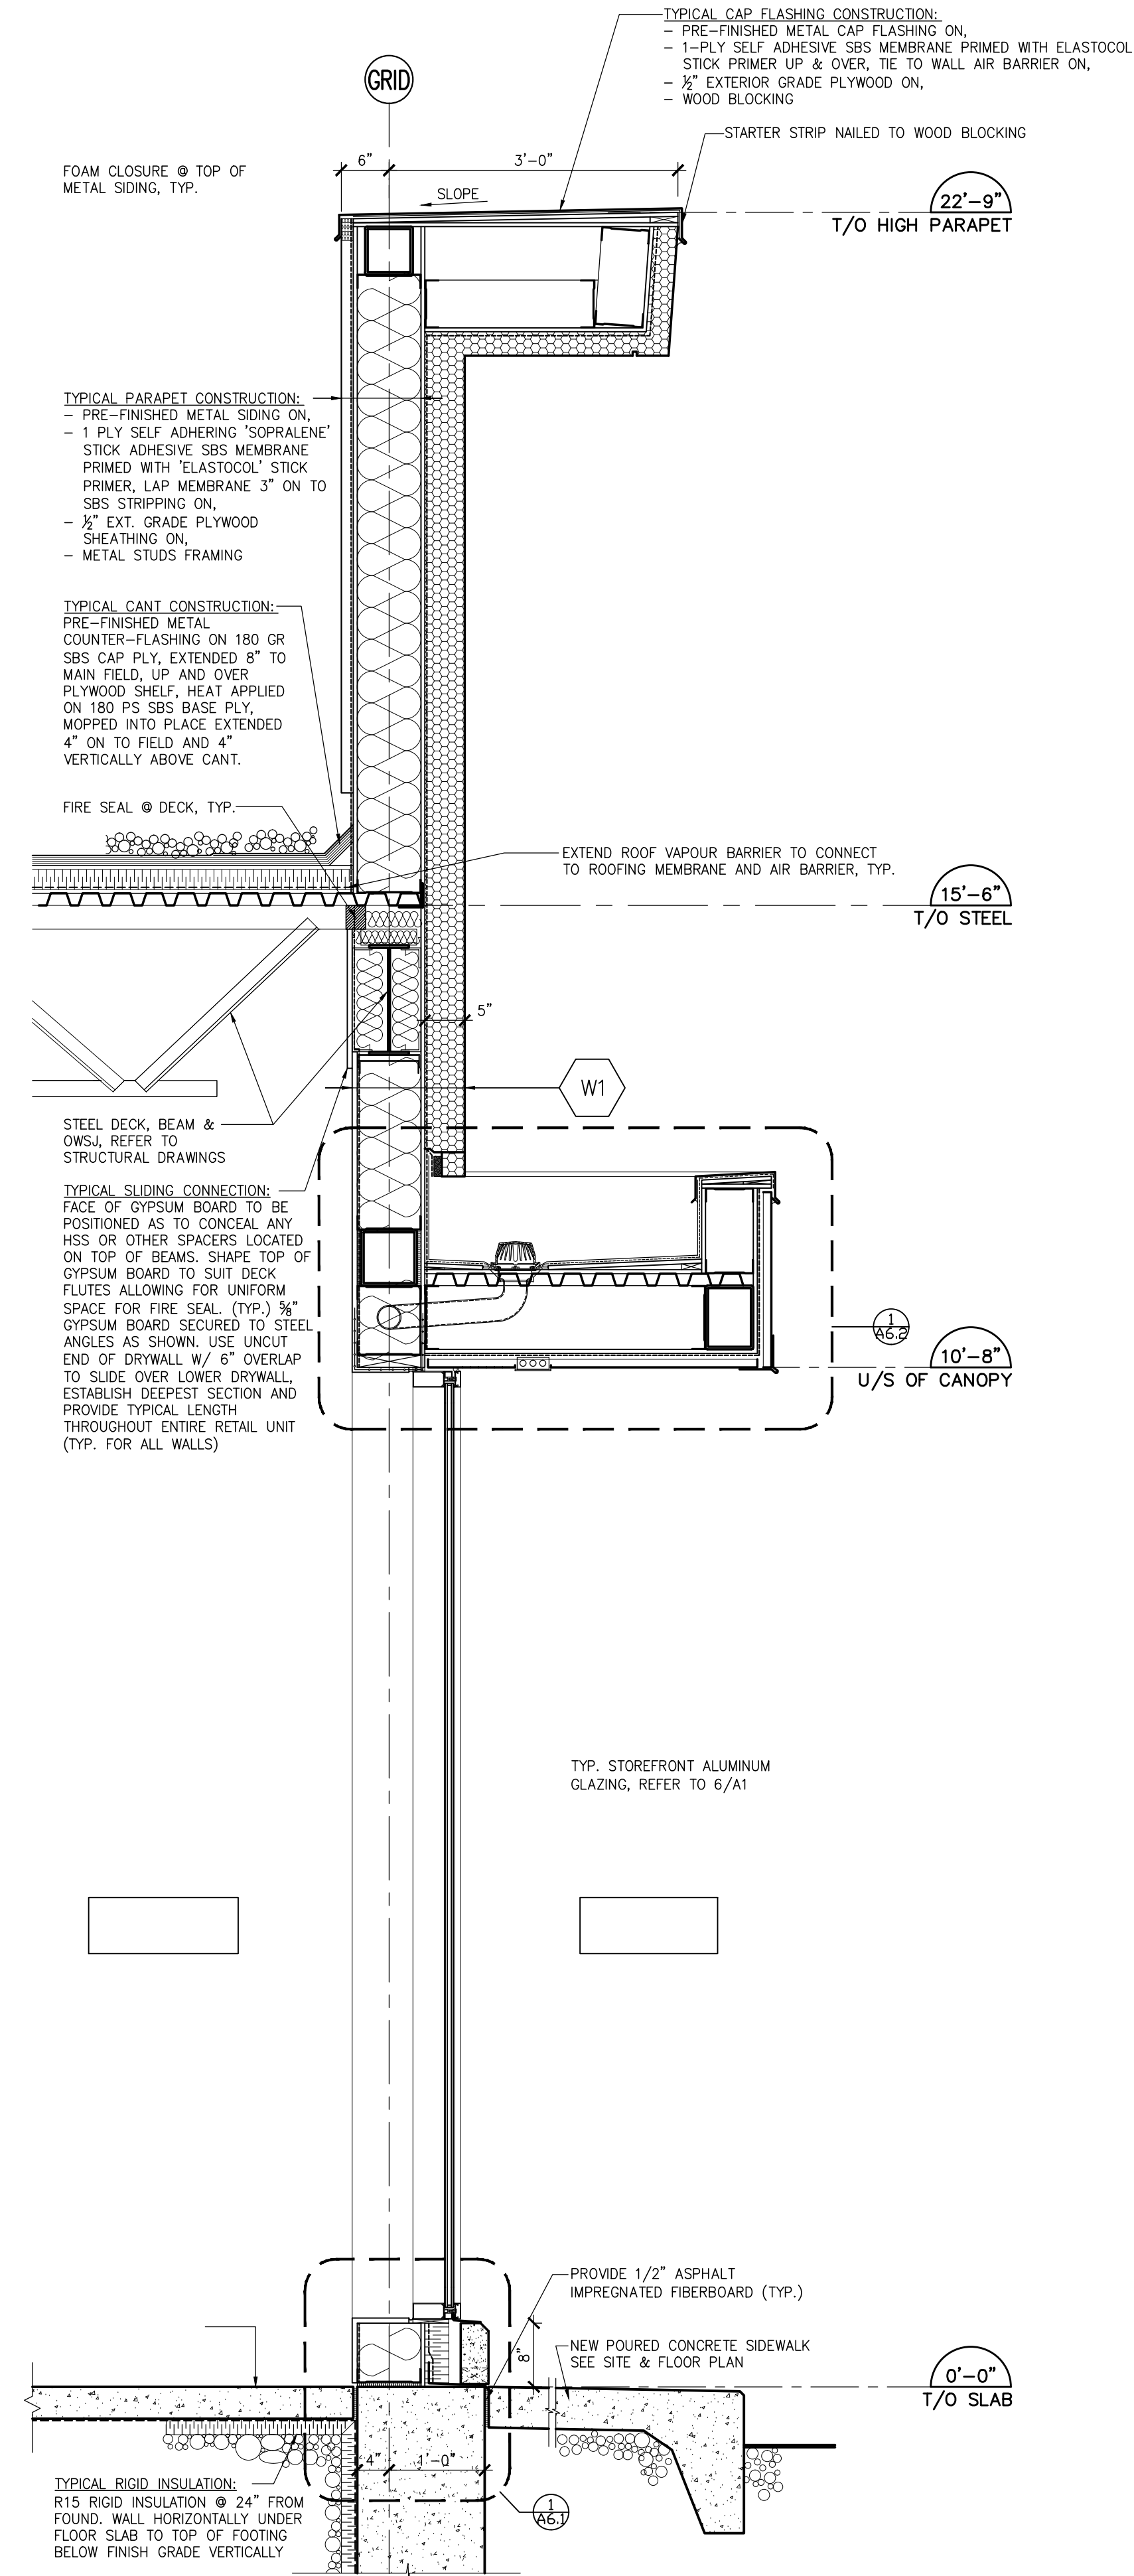 TYPICAL CAP FLASHING CONSTRUCTION:
– PRE–FINISHED METAL CAP FLASHING ON,
– 1–PLY SELF ADHESIVE SBS MEMBRANE PRIMED WITH ELASTOCOL
STICK PRIMER UP & OVER, TIE TO WALL AIR BARRIER ON,
– ½" EXTERIOR GRADE PLYWOOD ON,
– WOOD BLOCKING
GRID
STARTER STRIP NAILED TO WOOD BLOCKING
FOAM CLOSURE @ TOP OF
METAL SIDING, TYP.
6"
3'–0"
SLOPE
22'–9"
T/O HIGH PARAPET
TYPICAL PARAPET CONSTRUCTION:
– PRE–FINISHED METAL SIDING ON,
– 1 PLY SELF ADHERING 'SOPRALENE'
STICK ADHESIVE SBS MEMBRANE
PRIMED WITH 'ELASTOCOL' STICK
PRIMER, LAP MEMBRANE 3" ON TO
SBS STRIPPING ON,
– ½" EXT. GRADE PLYWOOD
SHEATHING ON,
– METAL STUDS FRAMING
TYPICAL CANT CONSTRUCTION:
PRE–FINISHED METAL
COUNTER–FLASHING ON 180 GR
SBS CAP PLY, EXTENDED 8" TO
MAIN FIELD, UP AND OVER
PLYWOOD SHELF, HEAT APPLIED
ON 180 PS SBS BASE PLY,
MOPPED INTO PLACE EXTENDED
4" ON TO FIELD AND 4"
VERTICALLY ABOVE CANT.
FIRE SEAL @ DECK, TYP.
EXTEND ROOF VAPOUR BARRIER TO CONNECT
TO ROOFING MEMBRANE AND AIR BARRIER, TYP.
15'–6"
T/O STEEL
5"
W1
STEEL DECK, BEAM &
OWSJ, REFER TO
STRUCTURAL DRAWINGS
TYPICAL SLIDING CONNECTION:
FACE OF GYPSUM BOARD TO BE
POSITIONED AS TO CONCEAL ANY
HSS OR OTHER SPACERS LOCATED
ON TOP OF BEAMS. SHAPE TOP OF
GYPSUM BOARD TO SUIT DECK
FLUTES ALLOWING FOR UNIFORM
SPACE FOR FIRE SEAL. (TYP.) ⅝"
GYPSUM BOARD SECURED TO STEEL
ANGLES AS SHOWN. USE UNCUT
END OF DRYWALL W/ 6" OVERLAP
TO SLIDE OVER LOWER DRYWALL,
ESTABLISH DEEPEST SECTION AND
PROVIDE TYPICAL LENGTH
THROUGHOUT ENTIRE RETAIL UNIT
(TYP. FOR ALL WALLS)
1
A6.2
10'–8"
U/S OF CANOPY
TYP. STOREFRONT ALUMINUM
GLAZING, REFER TO 6/A1
PROVIDE 1/2" ASPHALT
IMPREGNATED FIBERBOARD (TYP.)
8"
NEW POURED CONCRETE SIDEWALK
SEE SITE & FLOOR PLAN
0'–0"
T/O SLAB
4"
1'–0"
TYPICAL RIGID INSULATION:
R15 RIGID INSULATION @ 24" FROM
FOUND. WALL HORIZONTALLY UNDER
FLOOR SLAB TO TOP OF FOOTING
BELOW FINISH GRADE VERTICALLY
1
A6.1